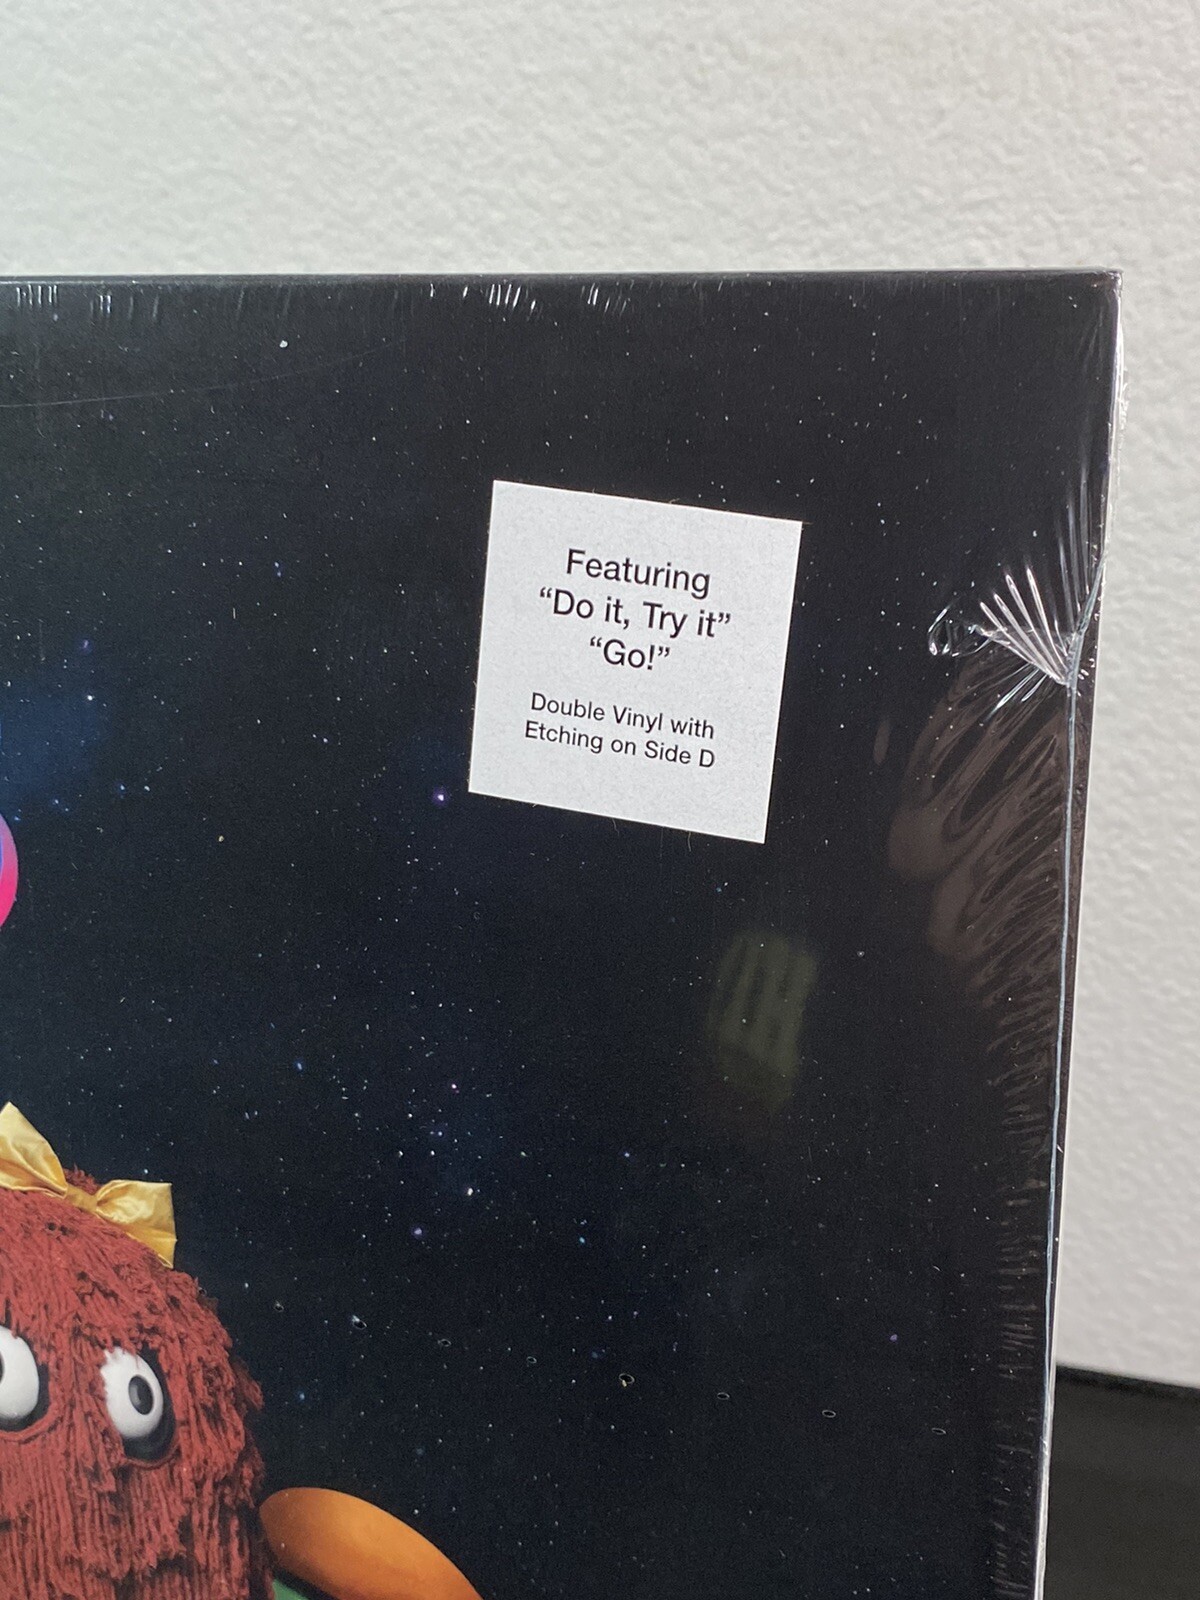 Featuring
“Do it, Try it”
“Go!”
Double Vinyl with
Etching on Side D